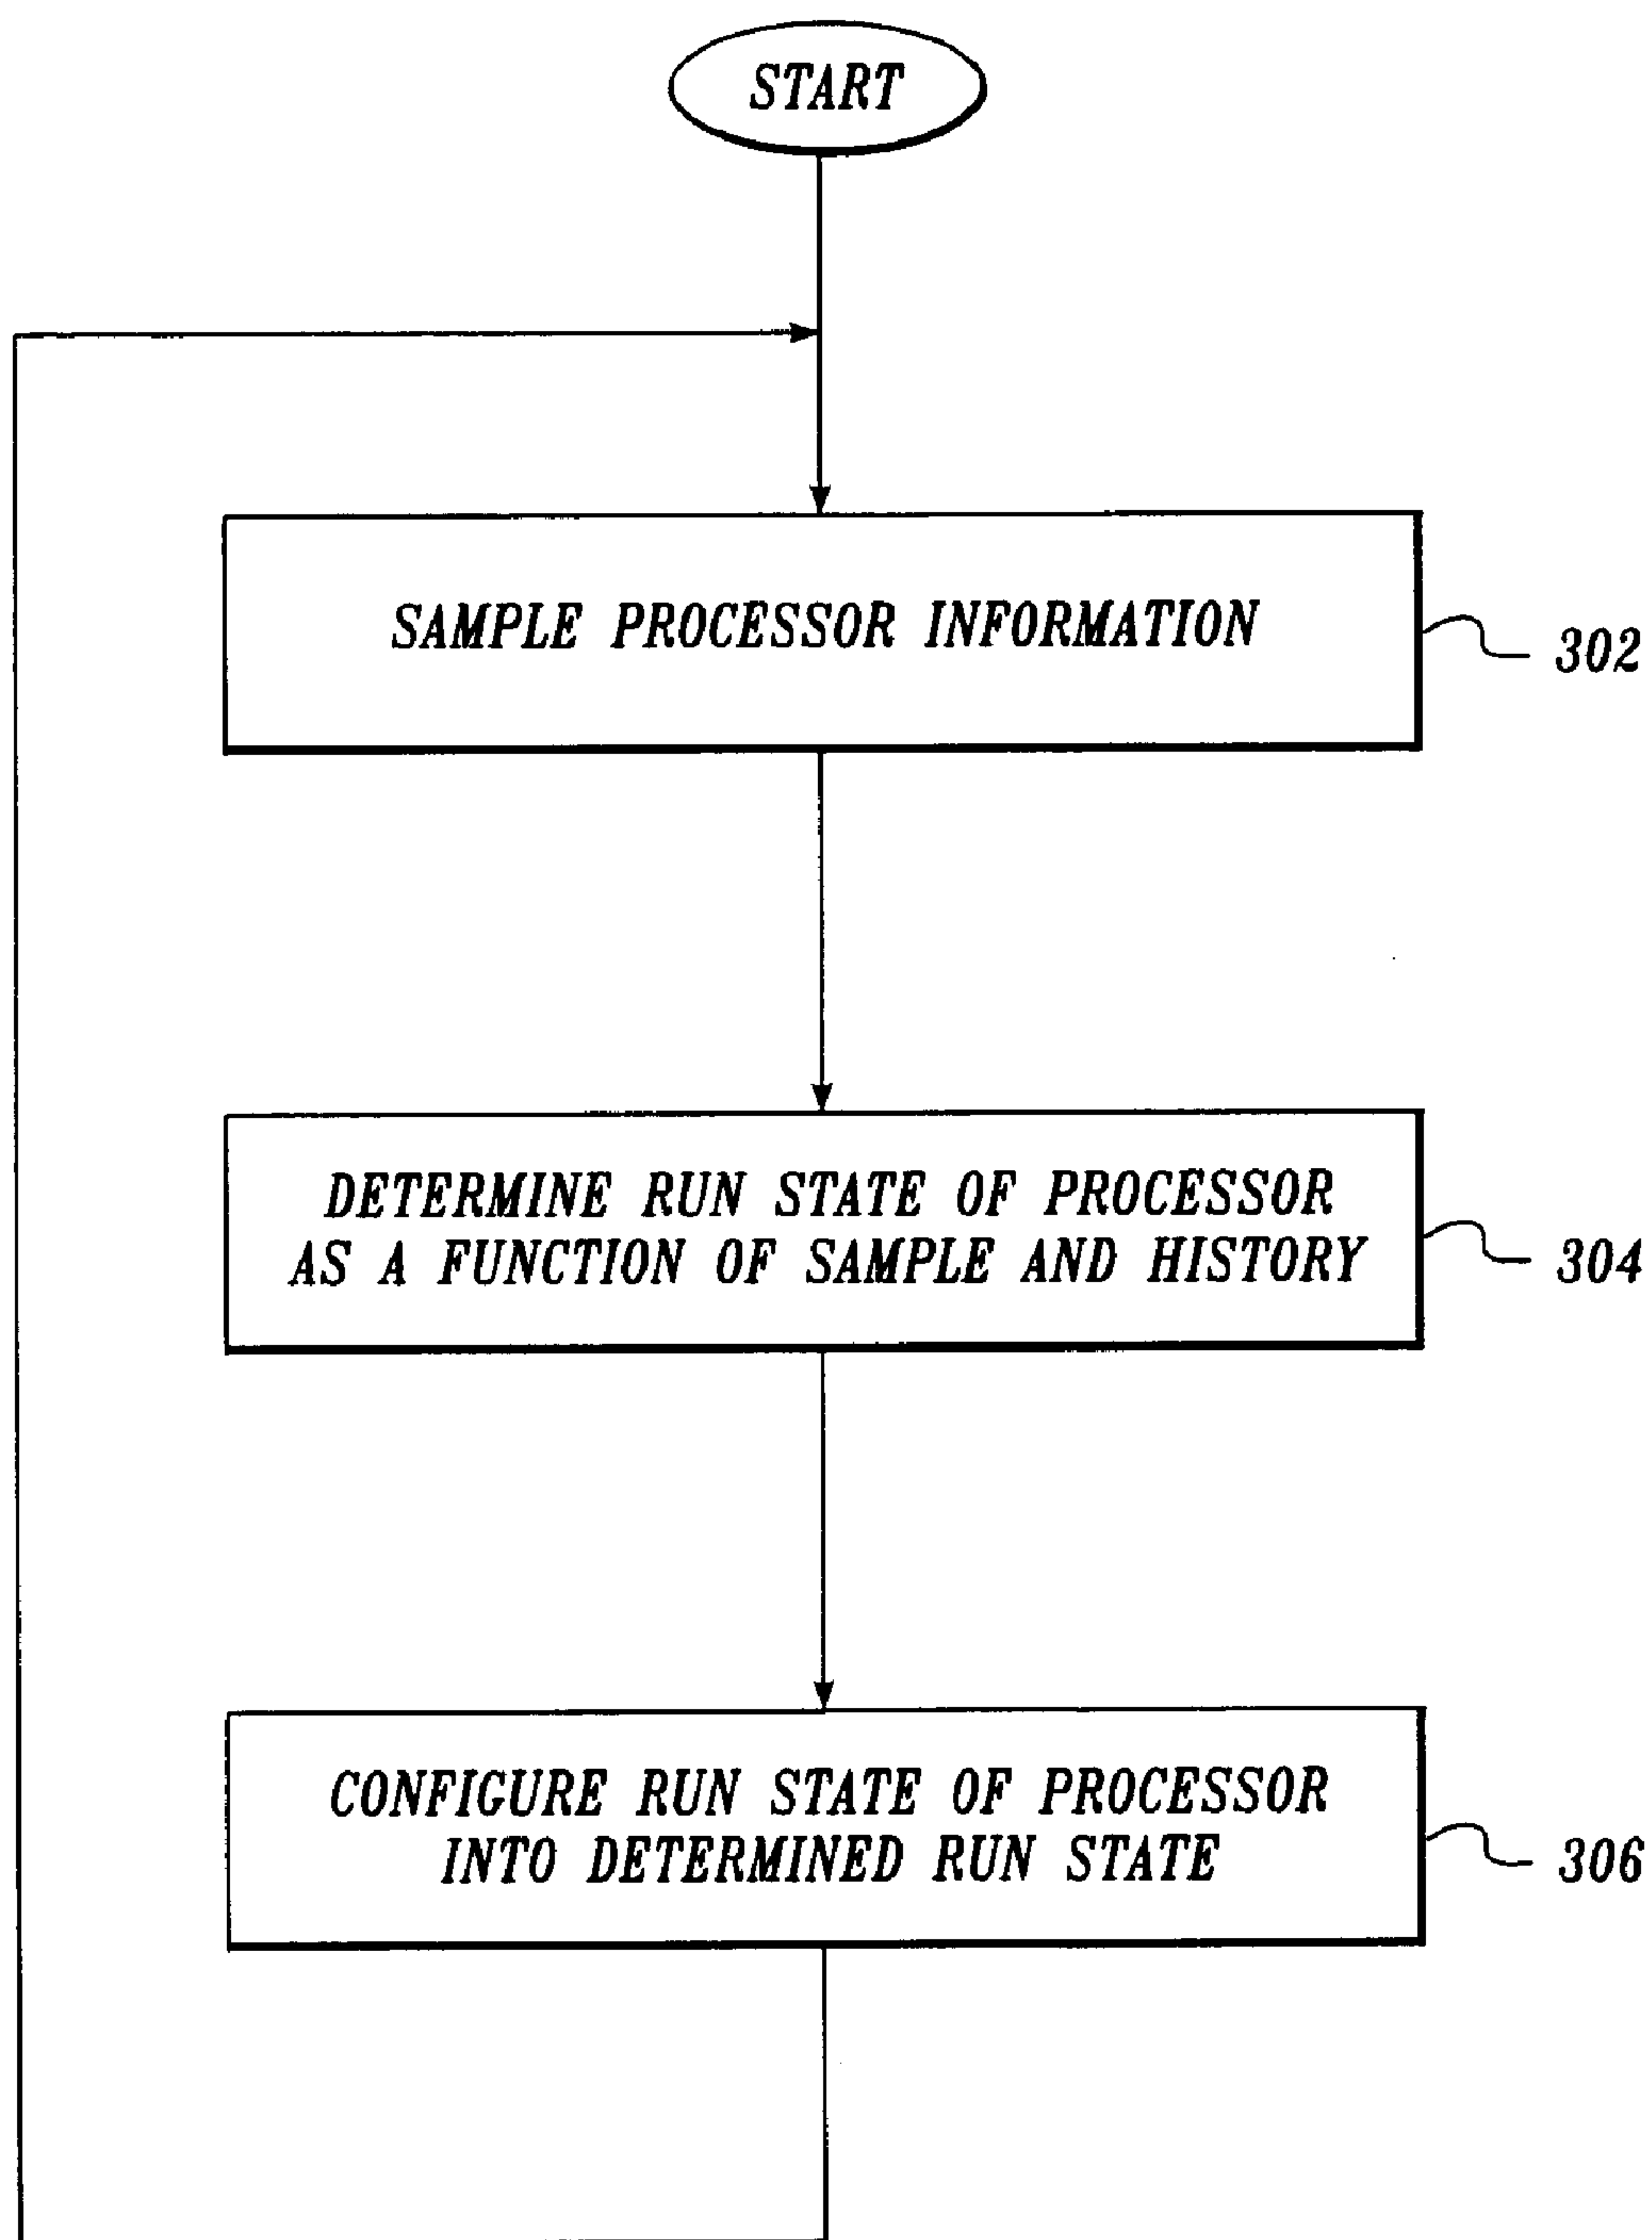 START
SAMPLE PROCESSOR INFORMATION
302
DETERMINE RUN STATE OF PROCESSOR
AS A FUNCTION OF SAMPLE AND HISTORY
304
CONFIGURE RUN STATE OF PROCESSOR
INTO DETERMINED RUN STATE
306